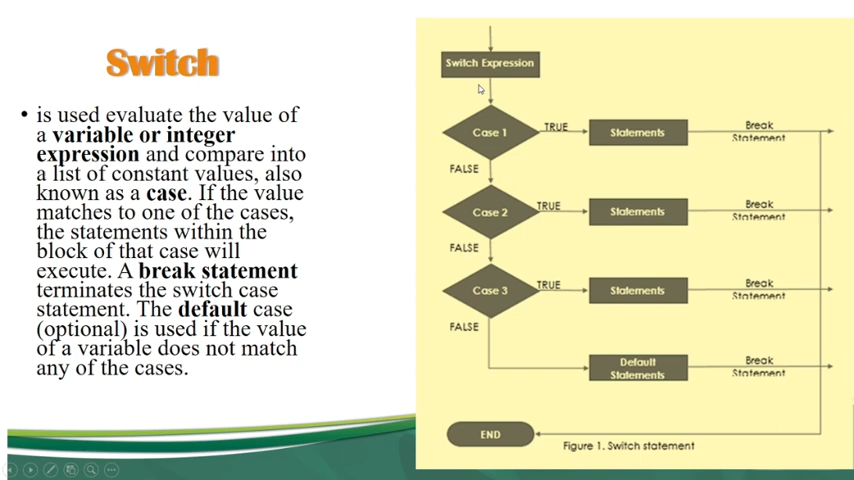 Switch
• is used evaluate the value of
a variable or integer
expression and compare into
a list of constant values, also
known as a case. If the value
matches to one of the cases,
the statements within the
block of that case will
execute. A break statement
terminates the switch case
statement. The default case
(optional) is used if the value
of a variable does not match
any of the cases.
Switch Expression
Case 1
TRUE
Statements
Break
Statement
FALSE
Case 2
TRUE
Statements
Break
Statement
FALSE
Case 3
TRUE
Statements
Break
Statement
FALSE
Default
Statements
Break
Statement
END
Figure 1. Switch statement